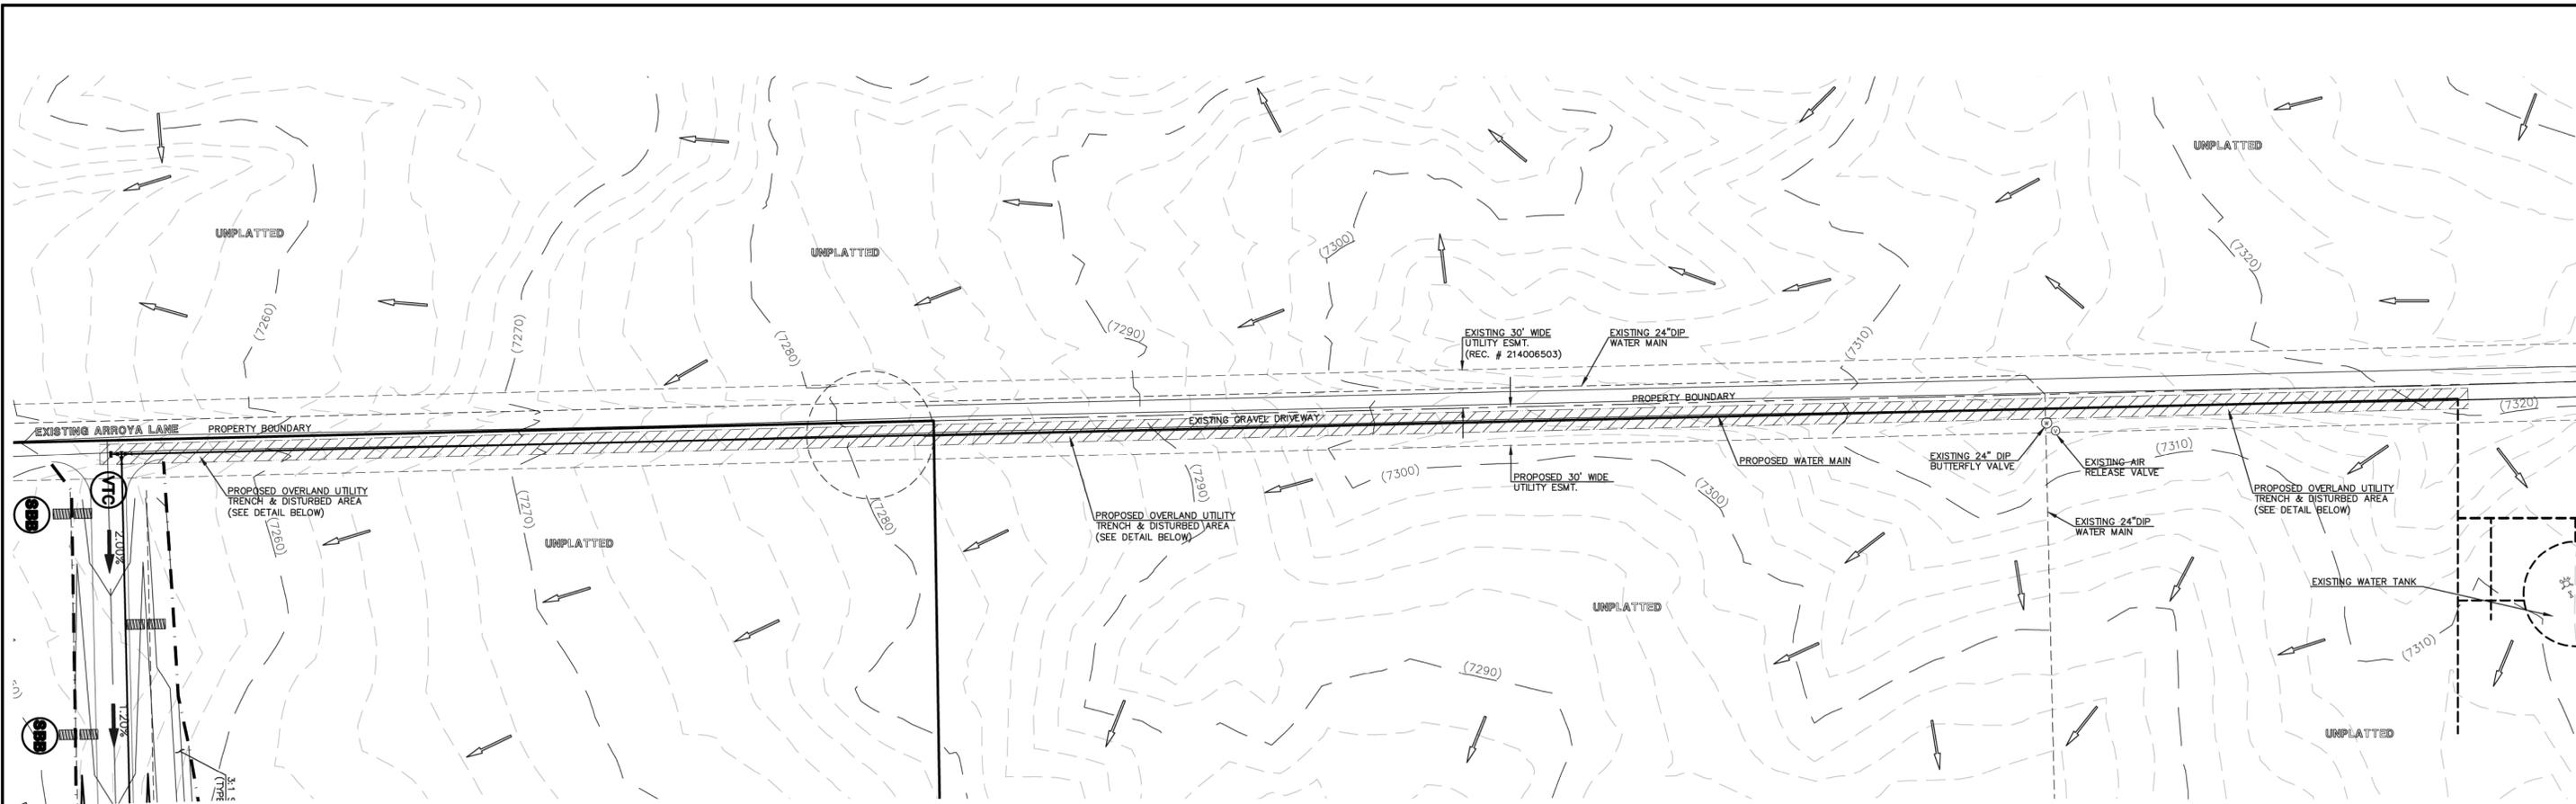 UNPLATTED
UNPLATTED
UNPLATTED
(7300)
(7320)
(7260)
(7270)
(7280)
(7290)
(7310)
EXISTING 30' WIDE
UTILITY ESMT.
(REC. # 214006503)
EXISTING 24"DIP
WATER MAIN
EXISTING ARROYA LANE
PROPERTY BOUNDARY
EXISTING GRAVEL DRIVEWAY
PROPERTY BOUNDARY
(7320)
PROPOSED OVERLAND UTILITY
TRENCH & DISTURBED AREA
(SEE DETAIL BELOW)
PROPOSED OVERLAND UTILITY
TRENCH & DISTURBED AREA
(SEE DETAIL BELOW)
PROPOSED 30' WIDE
UTILITY ESMT.
PROPOSED WATER MAIN
EXISTING 24" DIP
BUTTERFLY VALVE
EXISTING AIR
RELEASE VALVE
PROPOSED OVERLAND UTILITY
TRENCH & DISTURBED AREA
(SEE DETAIL BELOW)
EXISTING 24"DIP
WATER MAIN
EXISTING WATER TANK
(7260)
(7270)
(7280)
(7290)
(7300)
(7300)
(7310)
(7310)
(7290)
UNPLATTED
UNPLATTED
UNPLATTED
VTC
SBB
2.00%
SBB
1.20%
3:1
(TYP